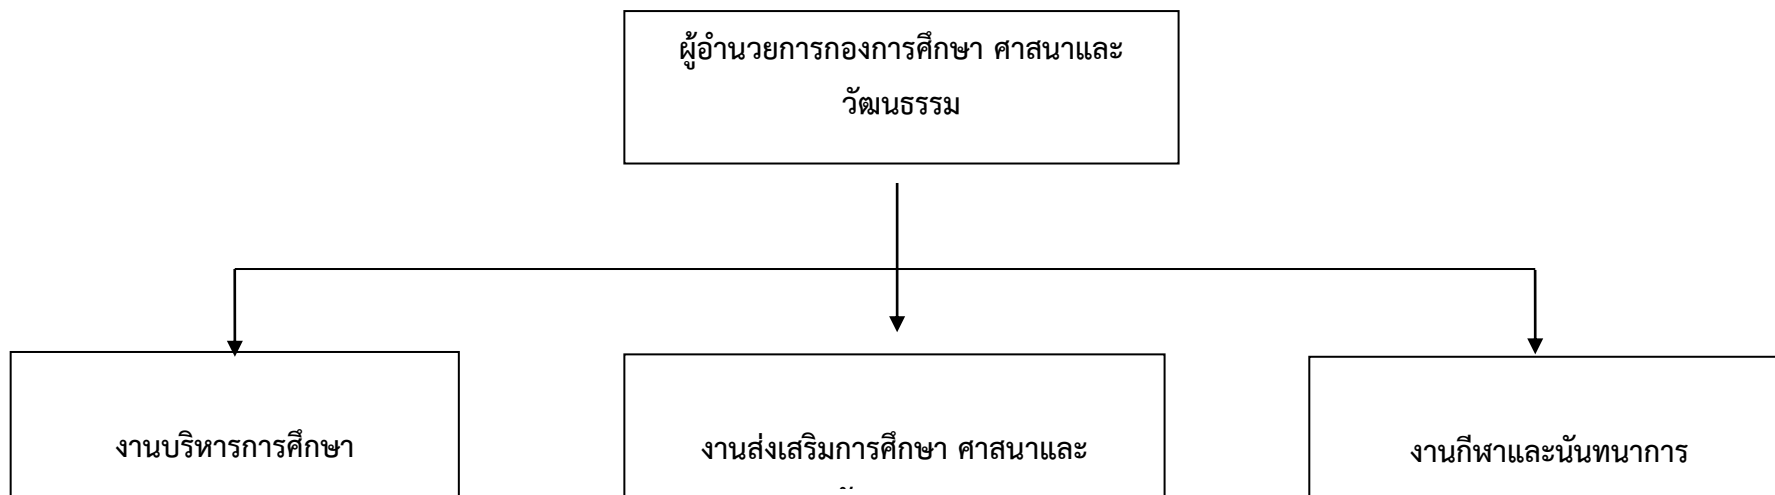 ผู้อำนวยการกองการศึกษา ศาสนาและ
วัฒนธรรม
งานบริหารการศึกษา
งานส่งเสริมการศึกษา ศาสนาและ
งานกีฬาและนันทนาการ